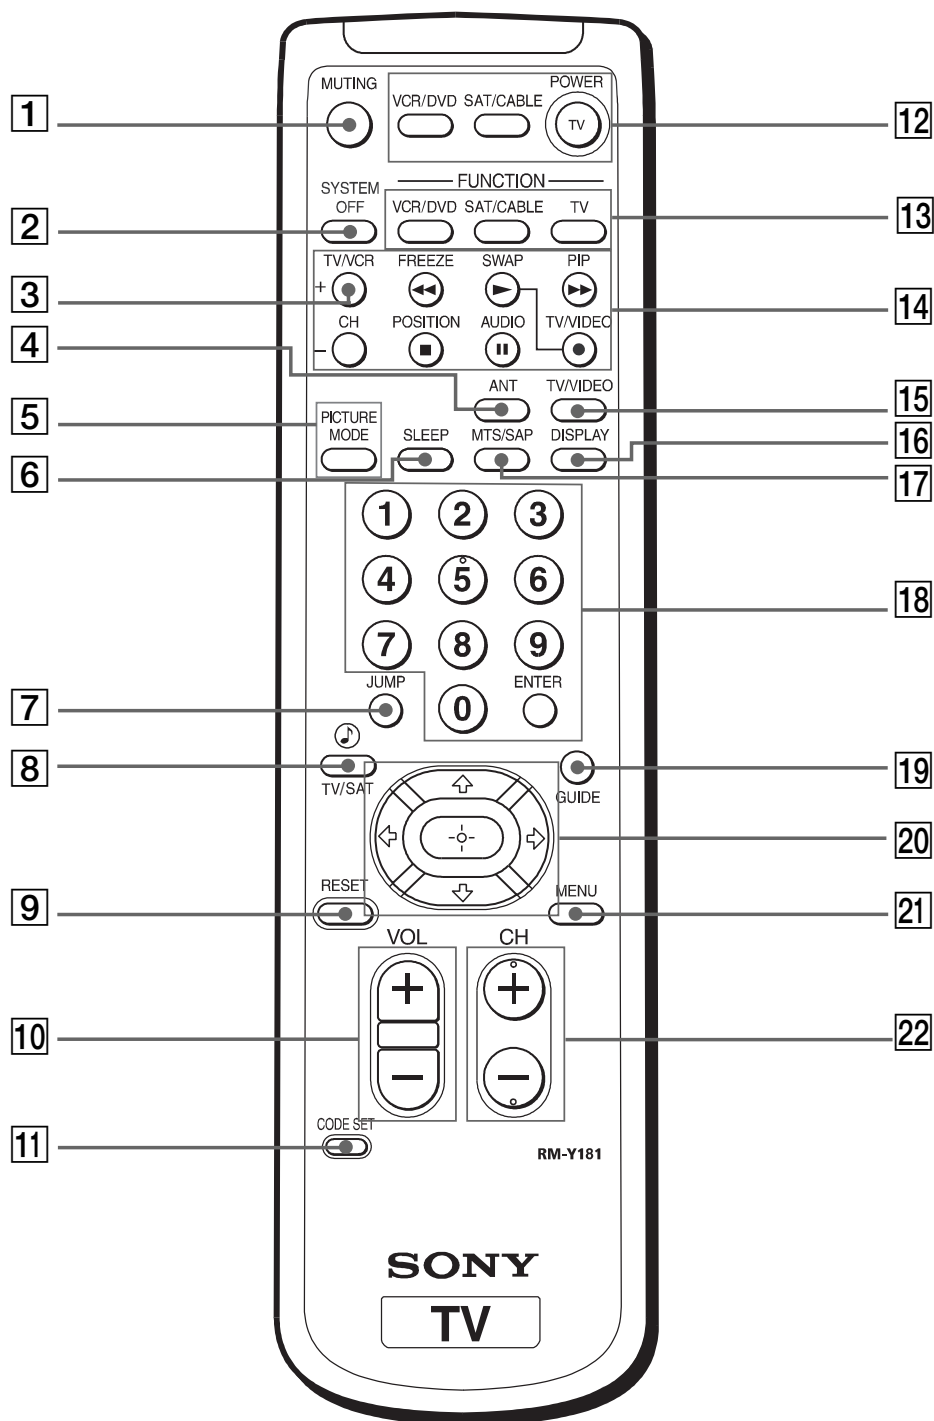 MUTING
POWER
VCR/DVD SAT/CABLE
TV
1
12
FUNCTION
SYSTEM
OFF
VCR/DVD SAT/CABLE TV
2
13
TV/VCR FREEZE SWAP PIP
+
3
14
CH POSITION AUDIO TV/VIDEO
–
4
ANT TV/VIDEO
15
5
PICTURE
MODE
SLEEP MTS/SAP DISPLAY
16
6
17
1 2 3
4 5 6
18
7 8 9
JUMP ENTER
7
0
8
TV/SAT
19
GUIDE
20
RESET MENU
9
21
VOL CH
+ +
10
22
– –
CODE SET
11
RM-Y181
SONY
TV